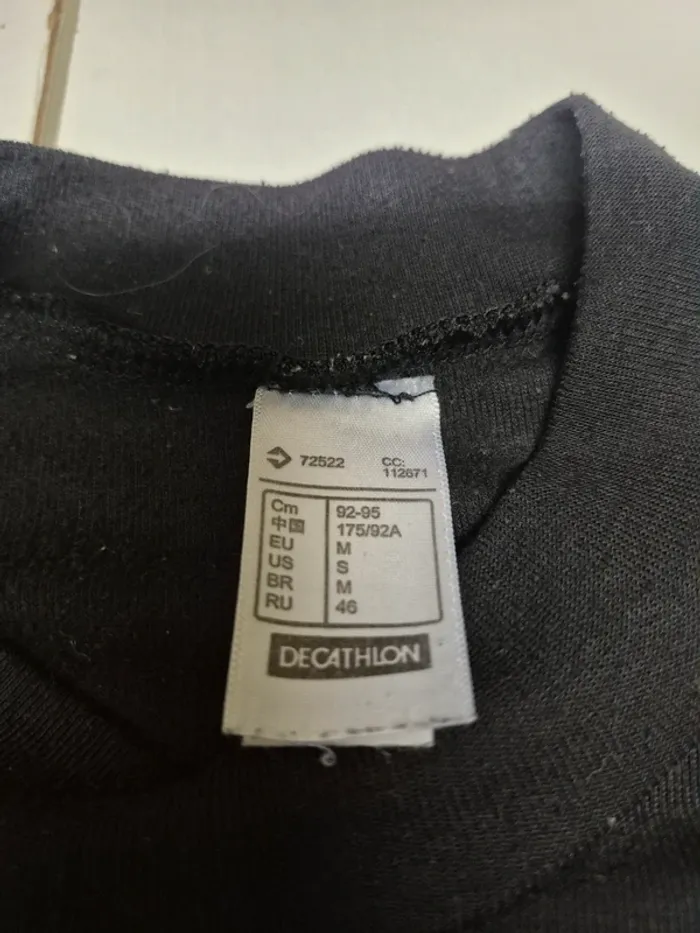 72522 CC:
112671
Cm 92-95
中国 175/92A
EU M
US S
BR M
RU 46
DECATHLON